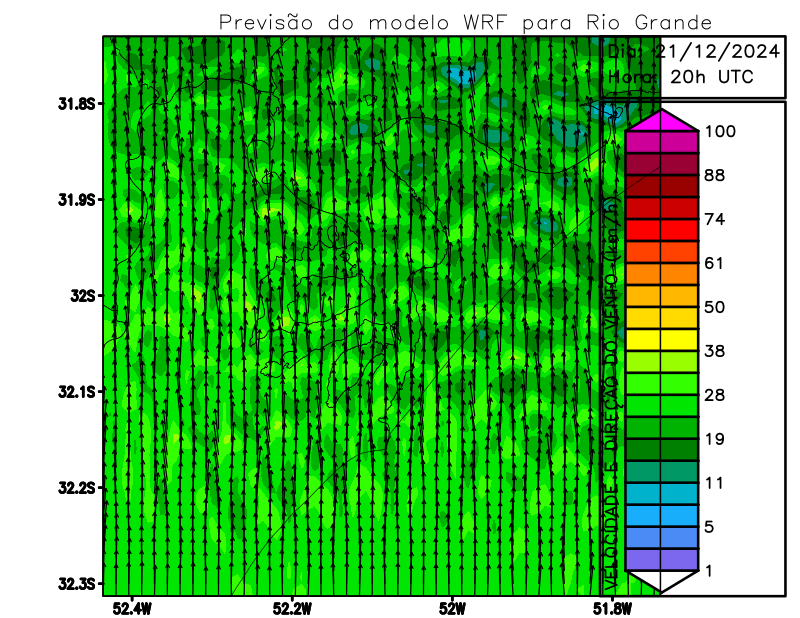 Previsão do modelo WRF para Rio Grande
Dia: 21/12/2024
Hora: 20h UTC
31.8S
31.9S
32S
32.1S
32.2S
32.3S
52.4W
52.2W
52W
51.8W
VELOCIDADE E DIREÇÃO DO VENTO (km/h)
100
88
74
61
50
38
28
19
11
5
1